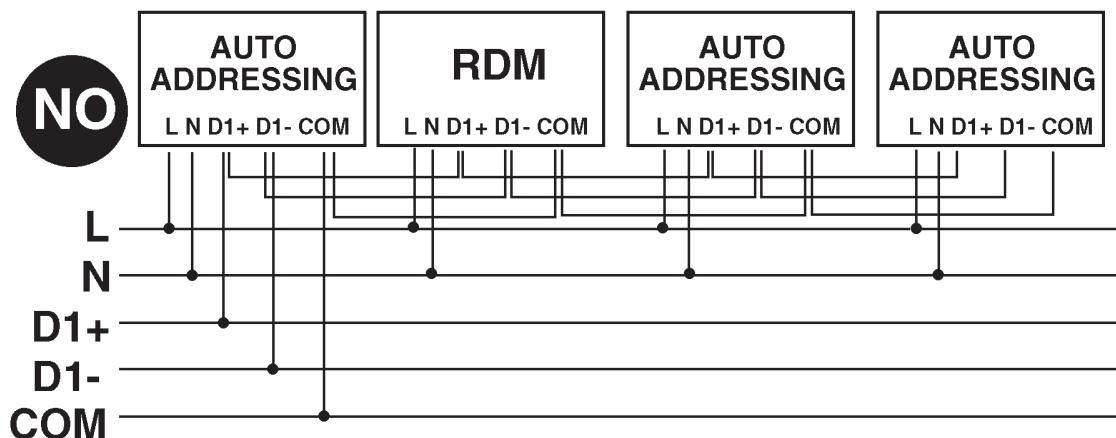 NO
AUTO
ADDRESSING
L N D1+ D1- COM
RDM
L N D1+ D1- COM
AUTO
ADDRESSING
L N D1+ D1- COM
AUTO
ADDRESSING
L N D1+ D1- COM
L
N
D1+
D1-
COM